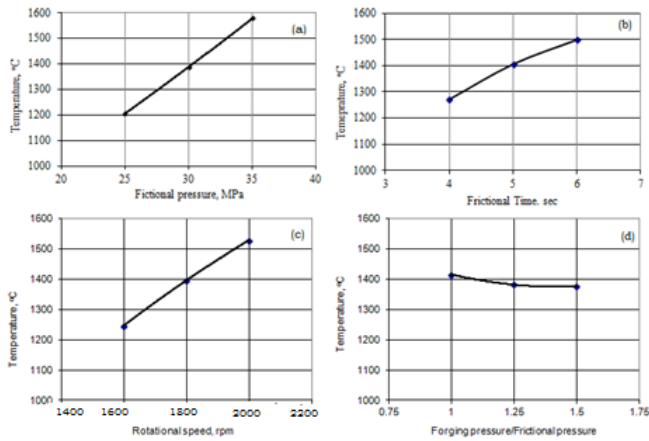 (a)
1600
1500
1400
1300
1200
1100
1000
Temperature, °C
20 25 30 35 40
Fictional pressure, MPa
(b)
1600
1500
1400
1300
1200
1100
1000
Temeprature, °C
3 4 5 6 7
Frictional Time. sec
(c)
1600
1500
1400
1300
1200
1100
1000
Temperature, °C
1400 1600 1800 2000 2200
Rotational speed, rpm
(d)
1600
1500
1400
1300
1200
1100
1000
Temperature, °C
0.75 1 1.25 1.5 1.75
Forging pressure/Frictional pressure